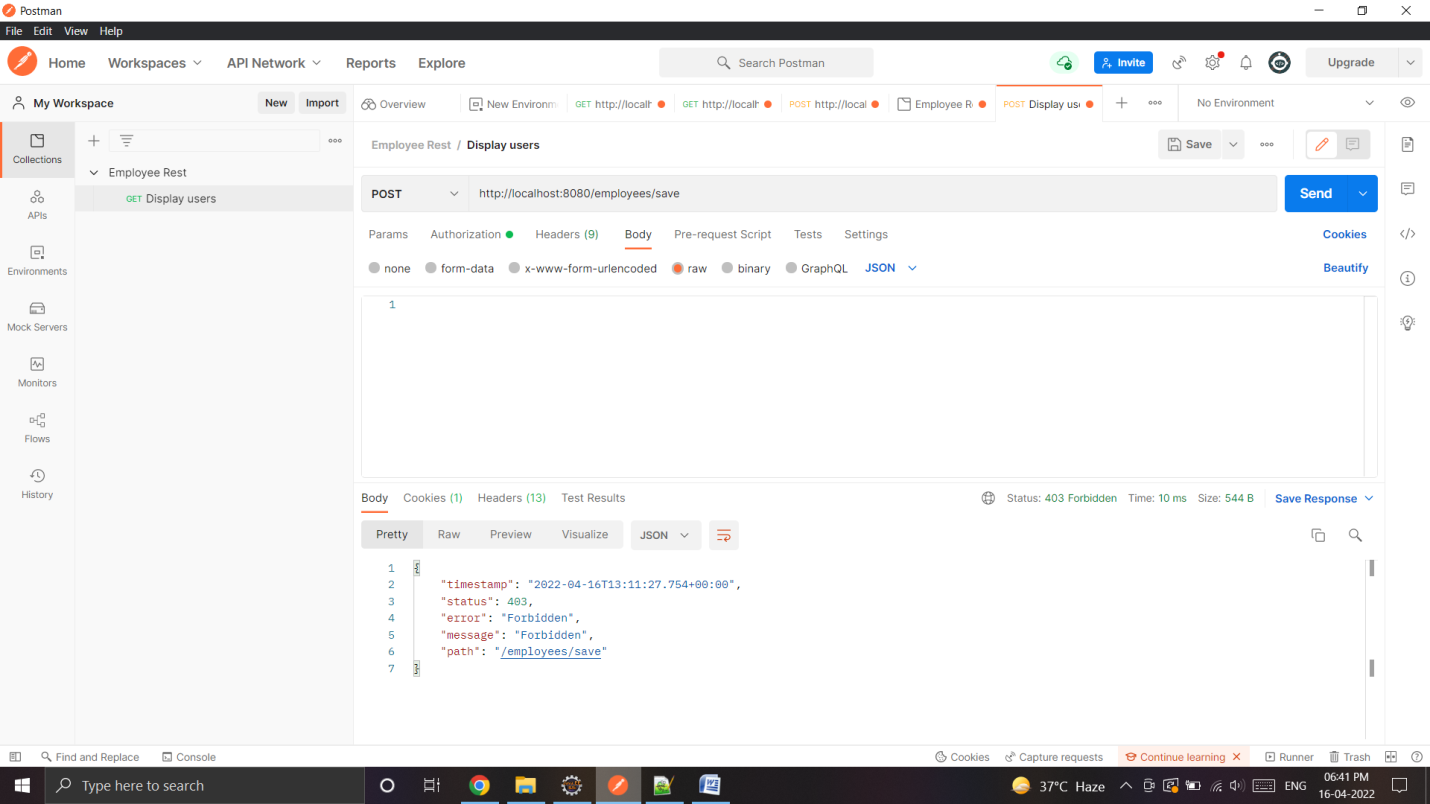 Postman
File Edit View Help
Home Workspaces API Network Reports Explore Search Postman Invite Upgrade
My Workspace New Import Overview New Environm GET http://localh GET http://localh POST http://local Employee R POST Display us No Environment
Collections
APIs
Environments
Mock Servers
Monitors
Flows
History
Employee Rest
GET Display users
Employee Rest / Display users Save
POST http://localhost:8080/employees/save Send
Params Authorization Headers (9) Body Pre-request Script Tests Settings Cookies
none form-data x-www-form-urlencoded raw binary GraphQL JSON Beautify
1
Body Cookies (1) Headers (13) Test Results Status: 403 Forbidden Time: 10 ms Size: 544 B Save Response
Pretty Raw Preview Visualize JSON
1 {
2 "timestamp": "2022-04-16T13:11:27.754+00:00",
3 "status": 403,
4 "error": "Forbidden",
5 "message": "Forbidden",
6 "path": "/employees/save"
7 }
Find and Replace Console Cookies Capture requests Continue learning Runner Trash
Type here to search 37°C Haze ENG 06:41 PM
16-04-2022